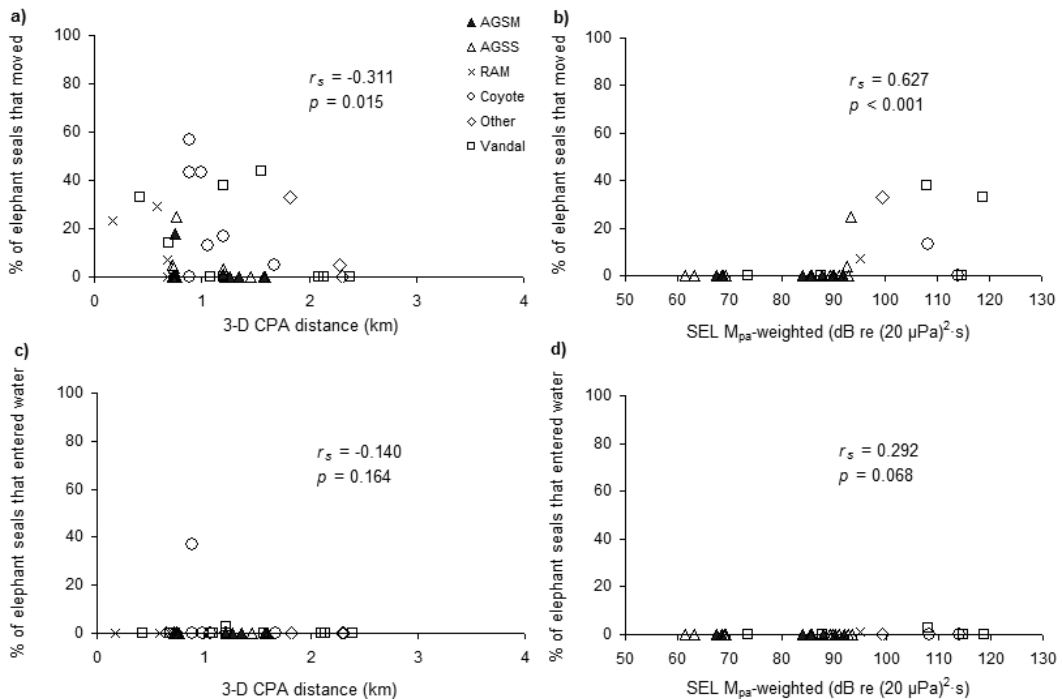 a)
% of elephant seals that moved
100
80
60
40
20
0
0
1
2
3
4
3-D CPA distance (km)
r s = -0.311
p = 0.015
AGSM
AGSS
RAM
Coyote
Other
Vandal
b)
% of elephant seals that moved
100
80
60
40
20
0
50
60
70
80
90
100
110
120
130
SEL Mpa-weighted (dB re (20 µPa)²·s)
r s = 0.627
p < 0.001
c)
% of elephant seals that entered water
100
80
60
40
20
0
0
1
2
3
4
3-D CPA distance (km)
r s = -0.140
p = 0.164
d)
% of elephant seals that entered water
100
80
60
40
20
0
50
60
70
80
90
100
110
120
130
SEL Mpa-weighted (dB re (20 µPa)²·s)
r s = 0.292
p = 0.068